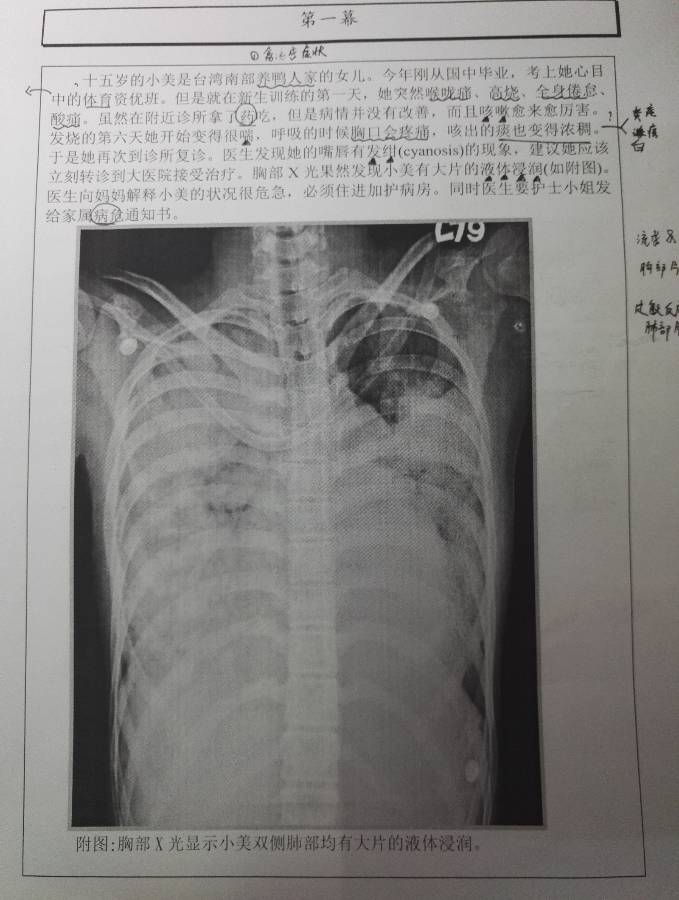 第一幕
症状
十五岁的小美是台湾南部养鸭人家的女儿。今年刚从国中毕业，考上她心目
中的体育资优班。但是就在新生训练的第一天，她突然喉咙痛、高烧、全身倦怠、
酸痛。虽然在附近诊所拿了药吃，但是病情并没有改善，而且咳嗽愈来愈厉害。
发烧的第六天她开始变得很喘，呼吸的时候胸口会疼痛，咳出的痰也变得浓稠。
于是她再次到诊所复诊。医生发现她的嘴唇有发绀(cyanosis)的现象，建议她应该
立刻转诊到大医院接受治疗。胸部 X 光果然发现小美有大片的液体浸润(如附图)。
医生向妈妈解释小美的状况很危急，必须住进加护病房。同时医生要护士小姐发
给家属病危通知书。
?
白
流感
肺部
肺部
L79
附图:胸部 X 光显示小美双侧肺部均有大片的液体浸润。